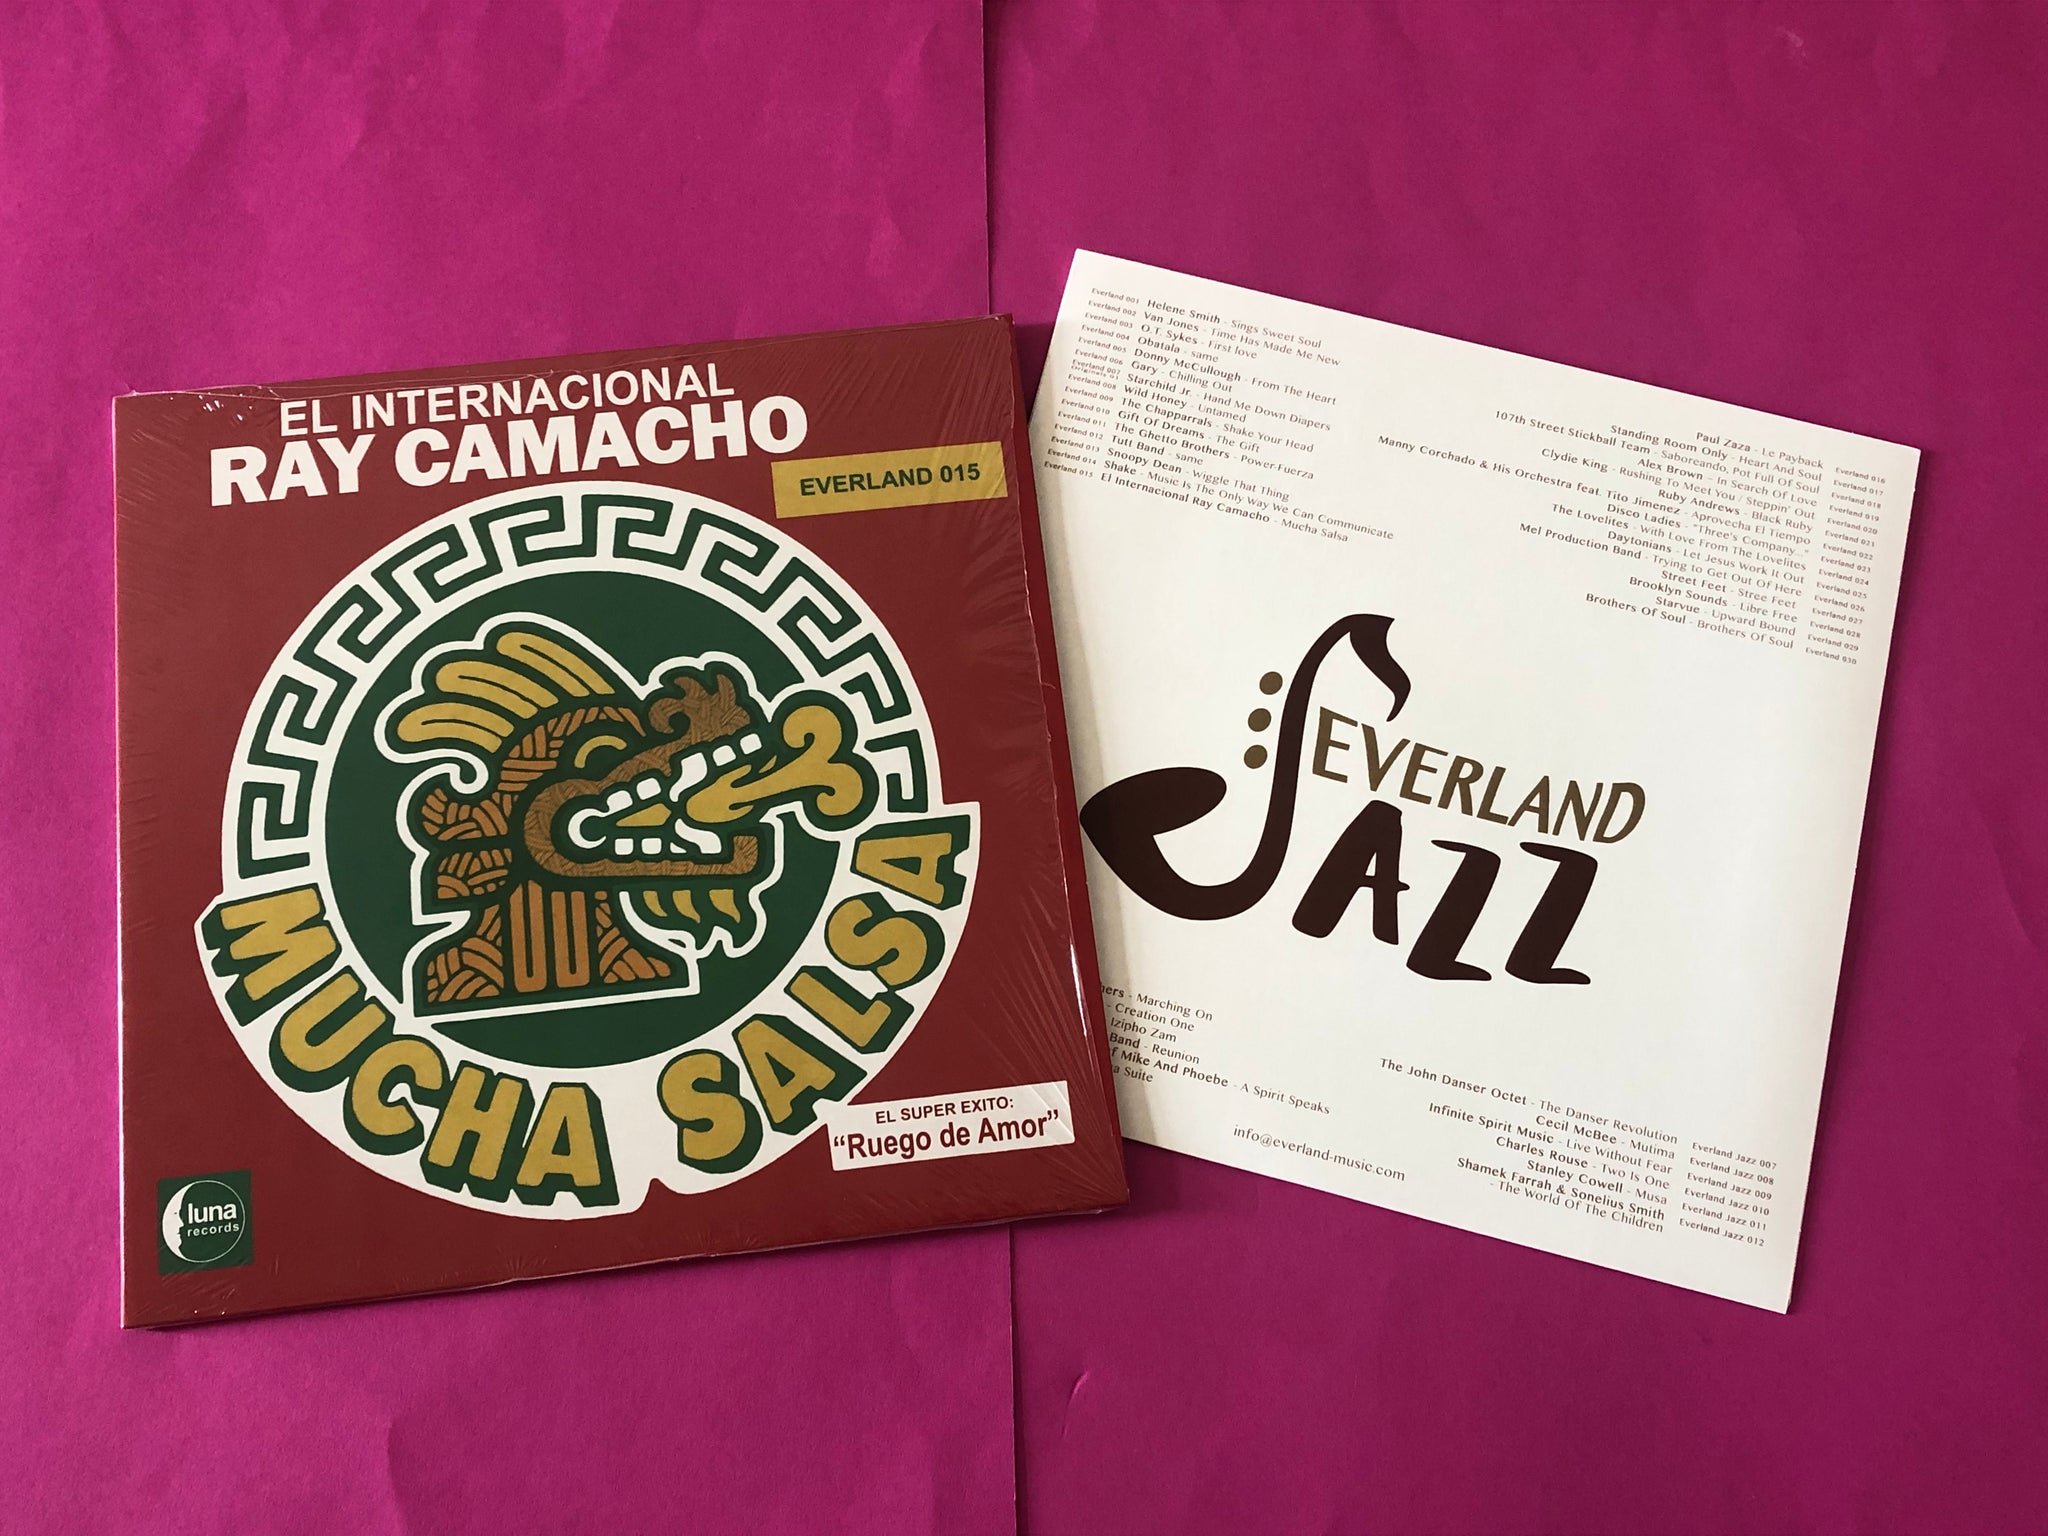 EL INTERNACIONAL
RAY CAMACHO
EVERLAND 015
MUCHA SALSA
EL SUPER EXITO:
"Ruego de Amor"
luna
records
Everland 001 Helene Smith - Sings Sweet Soul
Everland 002 Van Jones - Time Has Made Me New
Everland 003 O.T. Sykes - First love
Everland 004 Obatala - same
Everland 005 Donny McCullough - From The Heart
Everland 006 Gary - Chilling Out
Everland 007 Starchild Jr. - Hand Me Down Diapers
Originals 01
Everland 008 Wild Honey - Untamed
Everland 009 The Chapparrals - Shake Your Head
Everland 010 Gift Of Dreams - The Gift
Everland 011 The Ghetto Brothers - Power-Fuerza
Everland 012 Tutt Band - same
Everland 013 Snoopy Dean - Wiggle That Thing
Everland 014 Shake - Music Is The Only Way We Can Communicate
Everland 015 El Internacional Ray Camacho - Mucha Salsa
Paul Zaza - Le Payback Everland 016
Standing Room Only - Heart And Soul Everland 017
107th Street Stickball Team - Saboreando, Pot Full Of Soul Everland 018
Alex Brown – In Search Of Love Everland 019
Clydie King - Rushing To Meet You / Steppin' Out Everland 020
Ruby Andrews - Black Ruby Everland 021
Manny Corchado & His Orchestra feat. Tito Jimenez - Aprovecha El Tiempo Everland 022
Disco Ladies - "Three's Company..." Everland 023
The Lovelites - With Love From The Lovelites Everland 024
Daytonians - Let Jesus Work It Out Everland 025
Mel Production Band - Trying to Get Out Of Here Everland 026
Street Feet - Stree Feet Everland 027
Brooklyn Sounds - Libre Free Everland 028
Starvue - Upward Bound Everland 029
Brothers Of Soul - Brothers Of Soul Everland 030
EVERLAND
JAZZ
hers - Marching On
- Creation One
Izipho Zam
Band - Reunion
f Mike And Phoebe - A Spirit Speaks
a Suite
info@everland-music.com
The John Danser Octet - The Danser Revolution Everland Jazz 007
Cecil McBee - Mutima Everland Jazz 008
Infinite Spirit Music - Live Without Fear Everland Jazz 009
Charles Rouse - Two Is One Everland Jazz 010
Stanley Cowell - Musa Everland Jazz 011
Shamek Farrah & Sonelius Smith Everland Jazz 012
- The World Of The Children